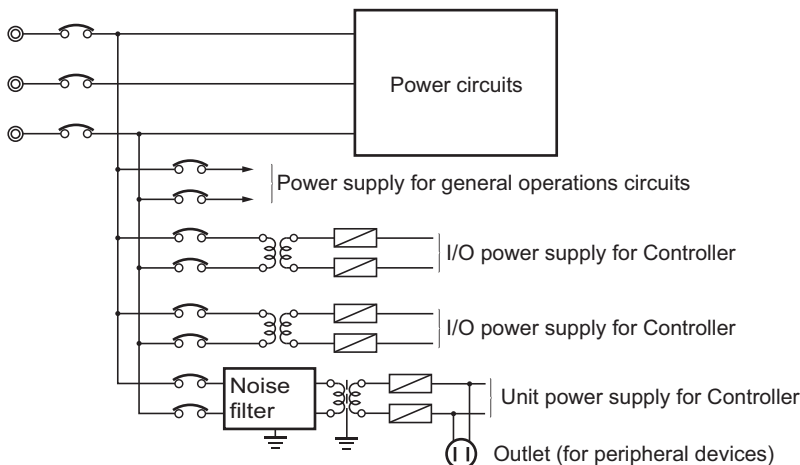 Power circuits
Power supply for general operations circuits
I/O power supply for Controller
I/O power supply for Controller
Noise
filter
Unit power supply for Controller
Outlet (for peripheral devices)